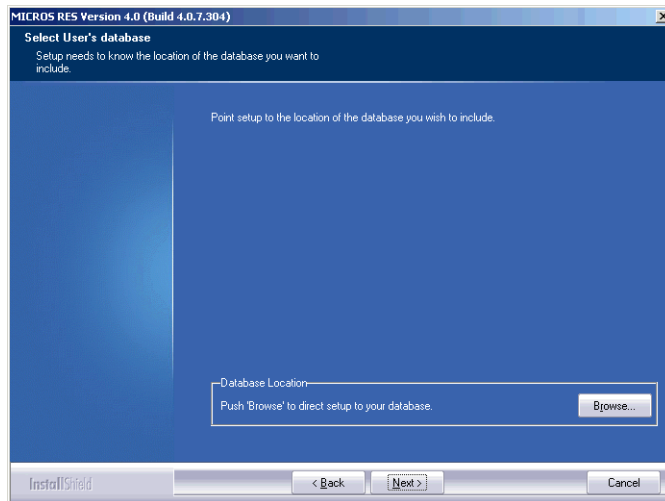 MICROS RES Version 4.0 (Build 4.0.7.304)
Select User's database
Setup needs to know the location of the database you want to
include.
Point setup to the location of the database you wish to include.
Database Location
Push 'Browse' to direct setup to your database.
Browse...
InstallShield
< Back
Next >
Cancel